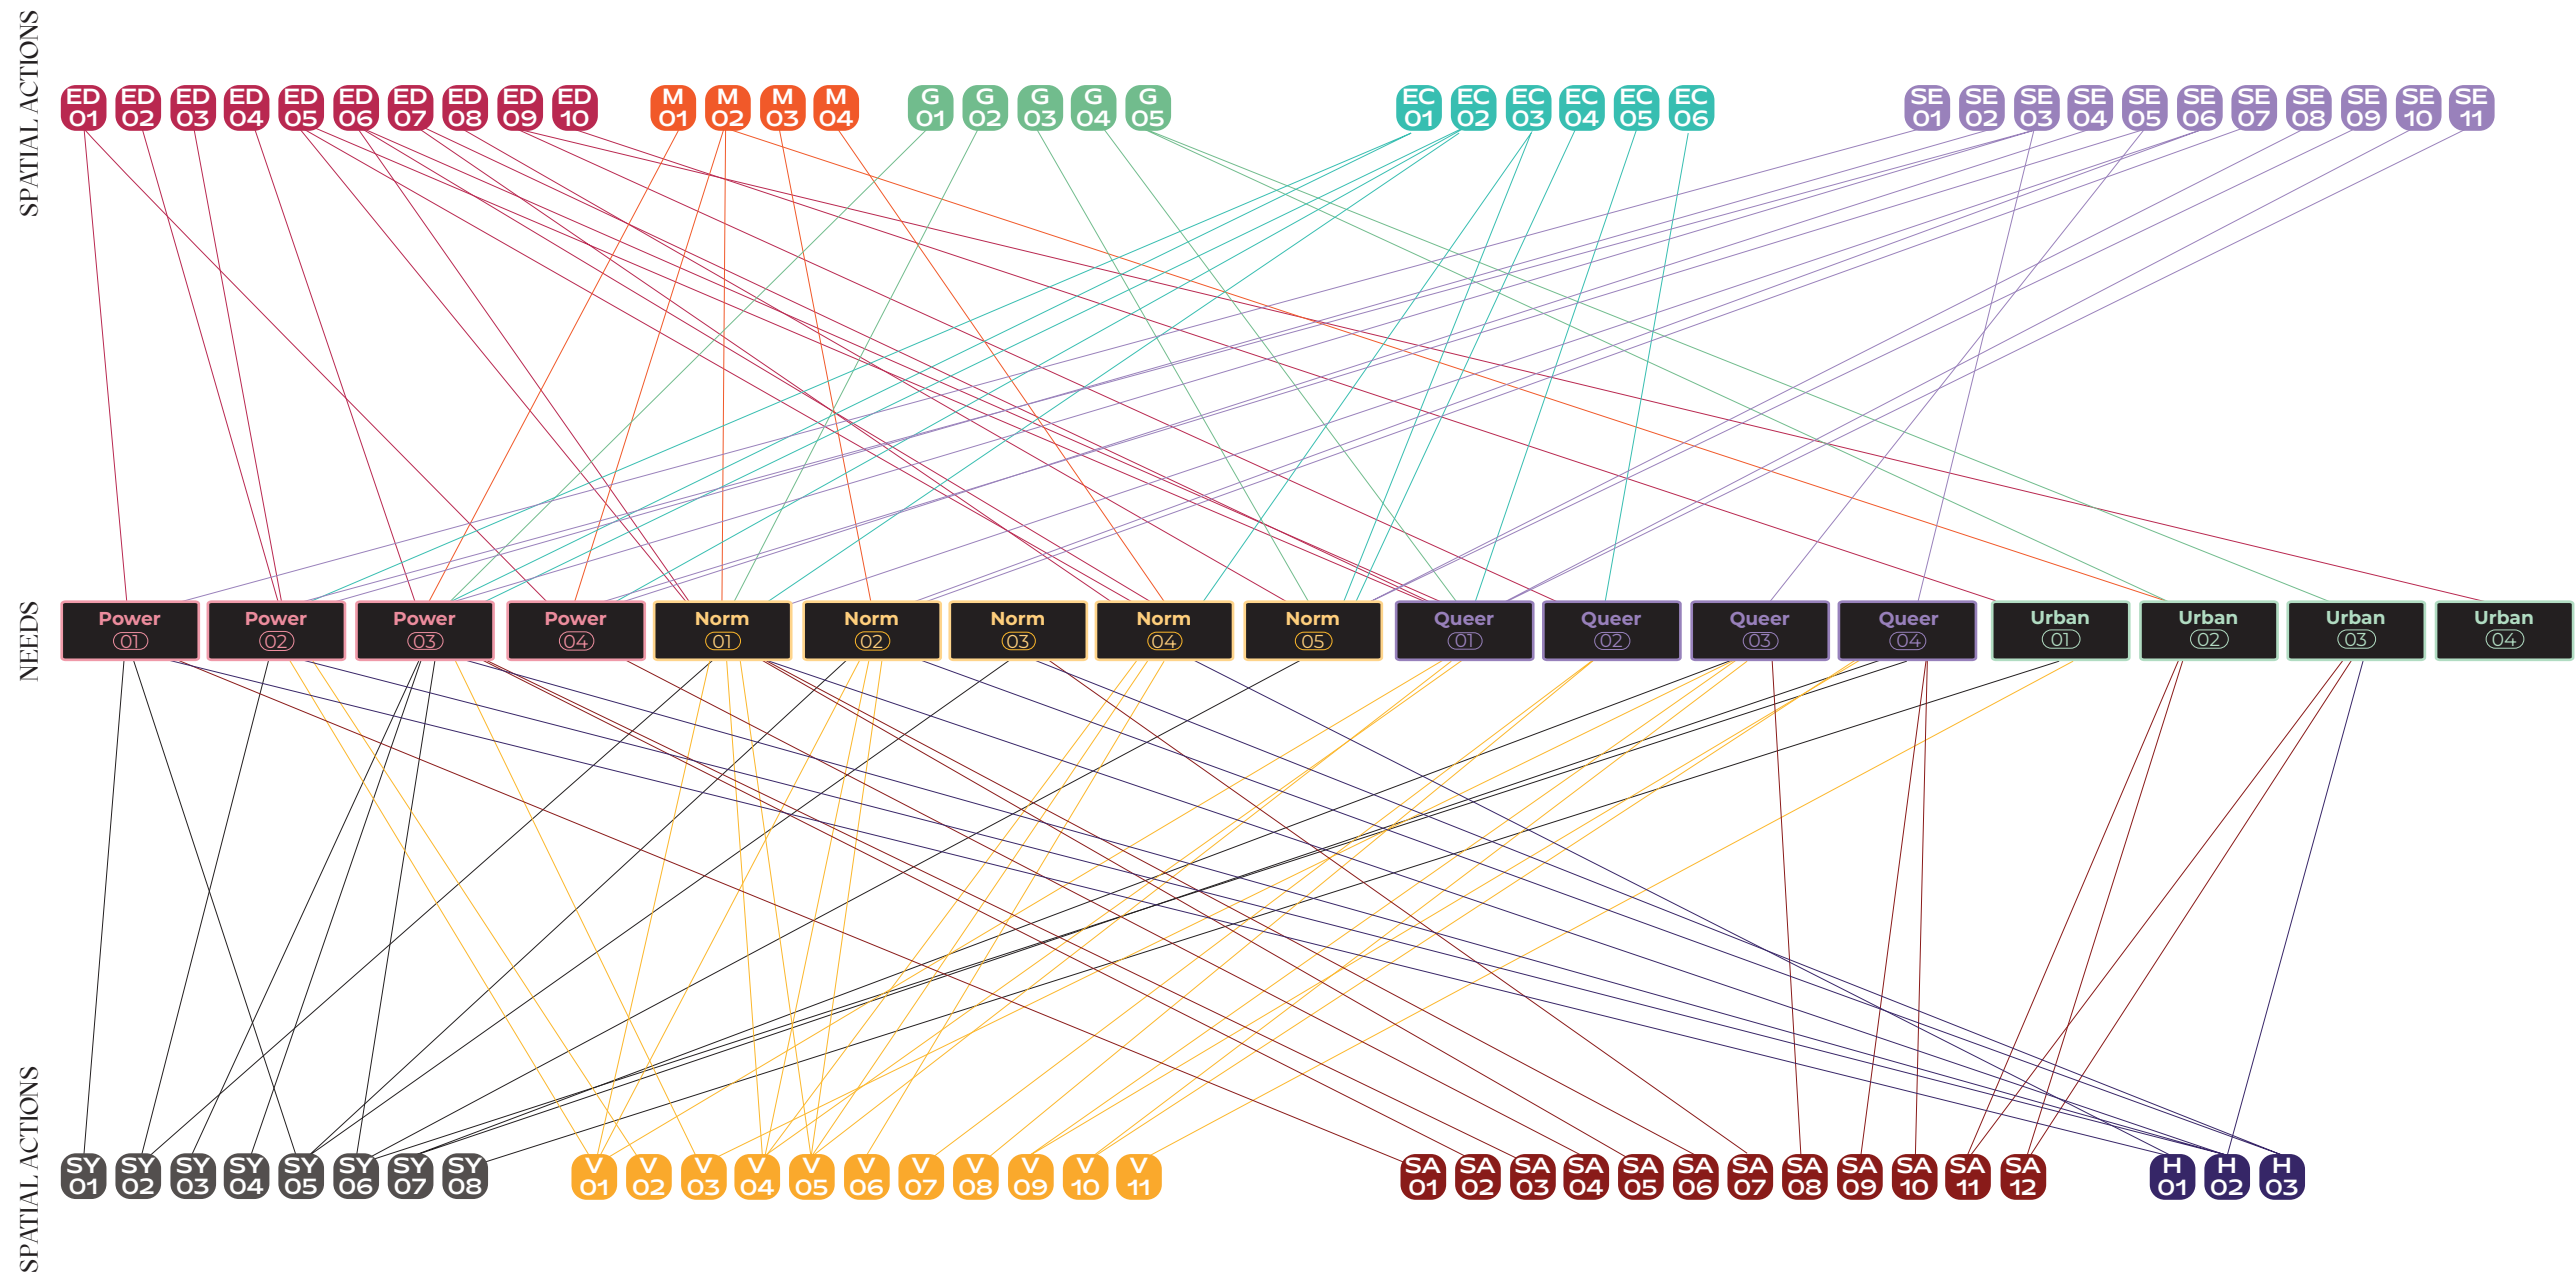 SPATIAL ACTIONS
ED 01 ED 02 ED 03 ED 04 ED 05 ED 06 ED 07 ED 08 ED 09 ED 10 M 01 M 02 M 03 M 04 G 01 G 02 G 03 G 04 G 05 EC 01 EC 02 EC 03 EC 04 EC 05 EC 06 SE 01 SE 02 SE 03 SE 04 SE 05 SE 06 SE 07 SE 08 SE 09 SE 10 SE 11
NEEDS
Power 01 Power 02 Power 03 Power 04 Norm 01 Norm 02 Norm 03 Norm 04 Norm 05 Queer 01 Queer 02 Queer 03 Queer 04 Urban 01 Urban 02 Urban 03 Urban 04
SPATIAL ACTIONS
SY 01 SY 02 SY 03 SY 04 SY 05 SY 06 SY 07 SY 08 V 01 V 02 V 03 V 04 V 05 V 06 V 07 V 08 V 09 V 10 V 11 SA 01 SA 02 SA 03 SA 04 SA 05 SA 06 SA 07 SA 08 SA 09 SA 10 SA 11 SA 12 H 01 H 02 H 03